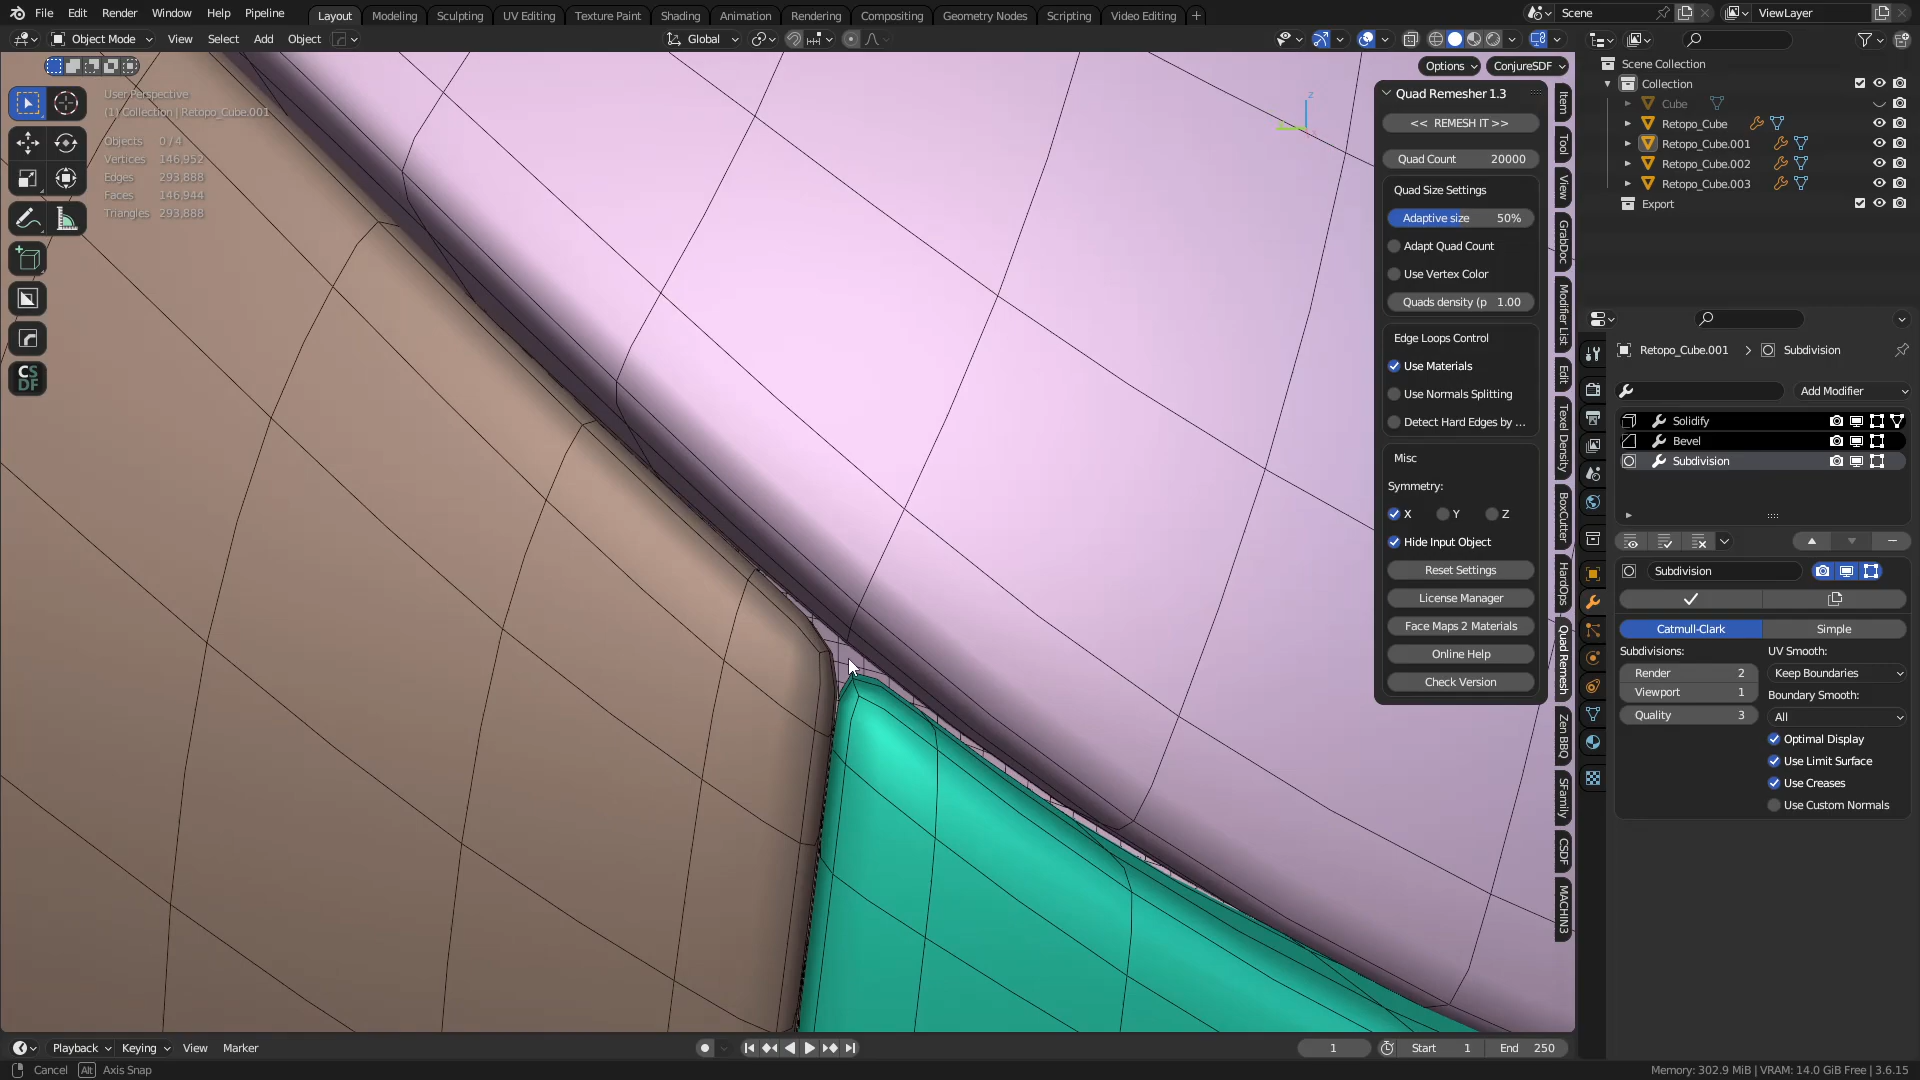 File Edit Render Window Help Pipeline Layout Modeling Sculpting UV Editing Texture Paint Shading Animation Rendering Compositing Geometry Nodes Scripting Video Editing + Scene ViewLayer
Object Mode View Select Add Object Global
Options ConjureSDF
User Perspective
(1) Collection | Retopo_Cube.001
Objects 0/4
Vertices 146,952
Edges 293,888
Faces 146,944
Triangles 293,888
CS
DF
Z
Quad Remesher 1.3
<< REMESH IT >>
Quad Count 20000
Quad Size Settings
Adaptive size 50%
Adapt Quad Count
Use Vertex Color
Quads density (p 1.00
Edge Loops Control
Use Materials
Use Normals Splitting
Detect Hard Edges by ...
Misc
Symmetry:
X Y Z
Hide Input Object
Reset Settings
License Manager
Face Maps 2 Materials
Online Help
Check Version
Item
Tool
View
GrabDoc
Modifier List
Edit
Texel Density
BoxCutter
HardOps
Quad Remesh
Zen BBQ
SFamily
CSDF
MACHIN3
Scene Collection
Collection
Cube
Retopo_Cube
Retopo_Cube.001
Retopo_Cube.002
Retopo_Cube.003
Export
Retopo_Cube.001 > Subdivision
Add Modifier
Solidify
Bevel
Subdivision
Subdivision
Catmull-Clark Simple
Subdivisions: UV Smooth:
Render 2 Keep Boundaries
Viewport 1 Boundary Smooth:
Quality 3 All
Optimal Display
Use Limit Surface
Use Creases
Use Custom Normals
Playback Keying View Marker 1 Start 1 End 250
Cancel Alt Axis Snap Memory: 302.9 MiB | VRAM: 14.0 GiB Free | 3.6.15